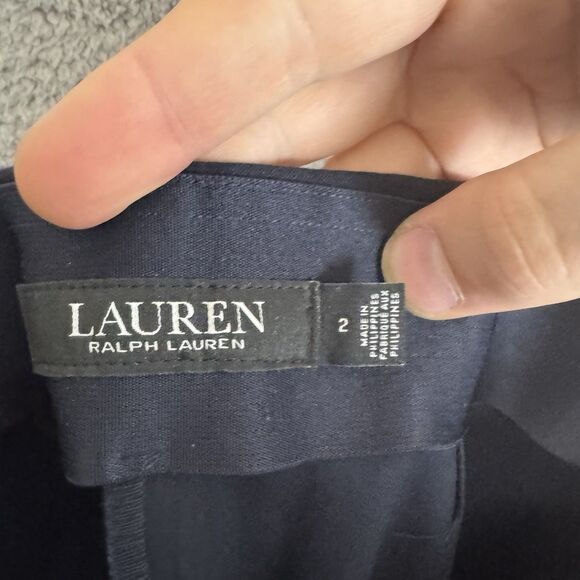 LAUREN
RALPH LAUREN
2
MADE IN
PHILIPPINES
FABRIQUÉ AUX
PHILIPPINES